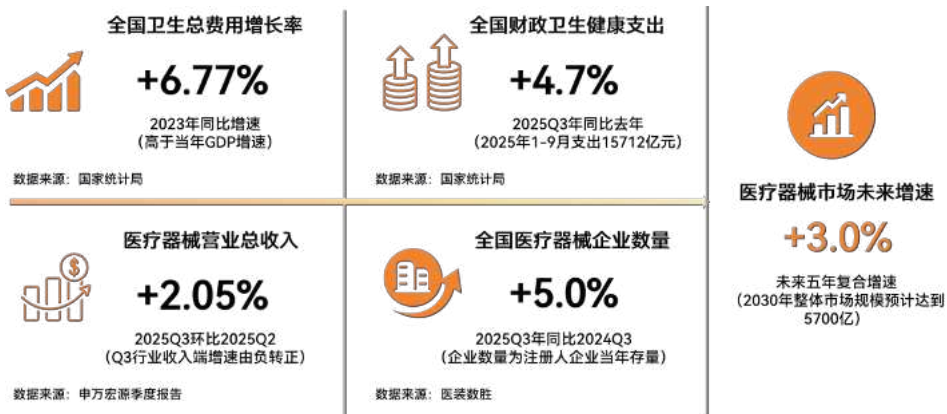 全国卫生总费用增长率
+6.77%
2023年同比增速
(高于当年GDP增速)
数据来源：国家统计局
全国财政卫生健康支出
+4.7%
2025Q3年同比去年
(2025年1-9月支出15712亿元)
数据来源：国家统计局
医疗器械营业总收入
$
+2.05%
2025Q3环比2025Q2
(Q3行业收入端增速由负转正)
数据来源：申万宏源季度报告
全国医疗器械企业数量
+5.0%
2025Q3年同比2024Q3
(企业数量为注册人企业当年存量)
数据来源：医装数胜
医疗器械市场未来增速
+3.0%
未来五年复合增速
(2030年整体市场规模预计达到
5700亿)